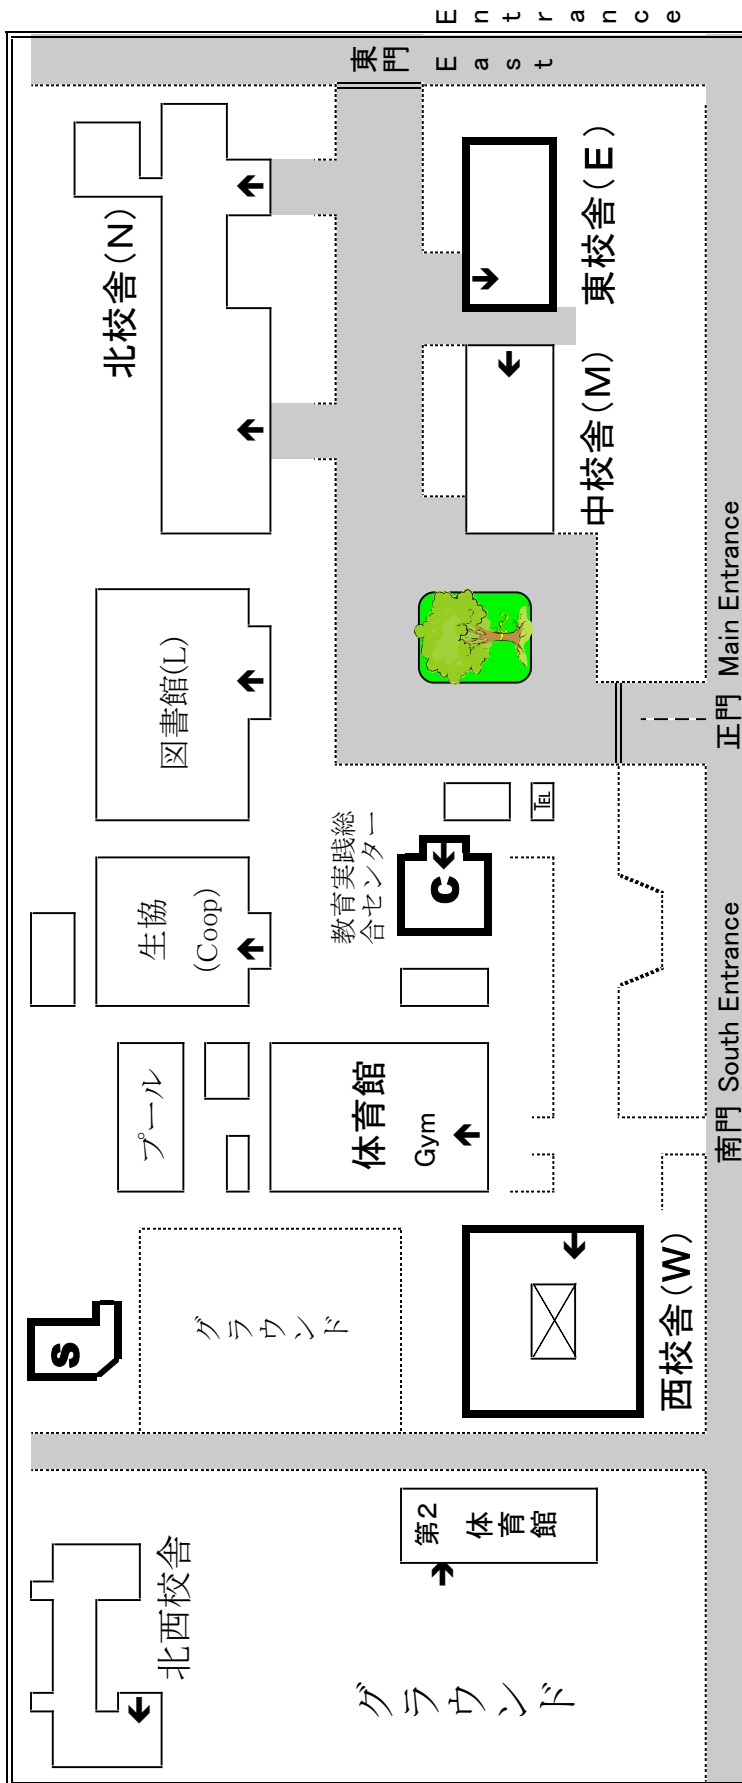 東門
East
Entrance
北校舎(N)
東校舎(E)
中校舎(M)
図書館(L)
正門 Main Entrance
TEL
生協
(Coop)
教育実践総
合センター
C
南門 South Entrance
プール
体育館
Gym
S
グラウンド
西校舎(W)
北西校舎
第2
体育館
グラウンド